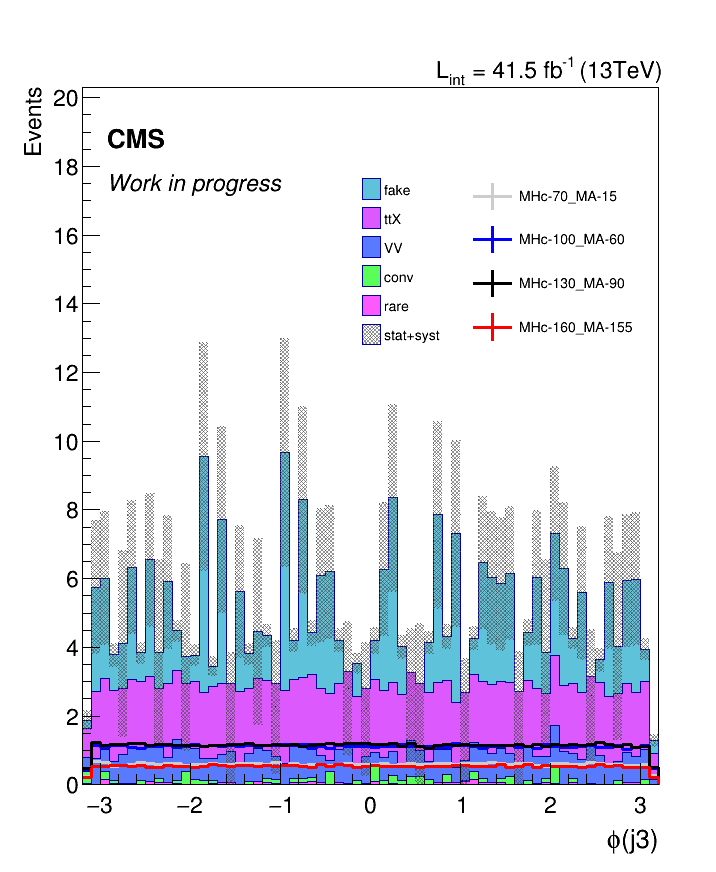 L_int = 41.5 fb^-1 (13TeV)
Events
20
18
16
14
12
10
8
6
4
2
0
CMS
Work in progress
fake
ttX
VV
conv
rare
stat+syst
MHc-70_MA-15
MHc-100_MA-60
MHc-130_MA-90
MHc-160_MA-155
−3 −2 −1 0 1 2 3
ϕ(j3)